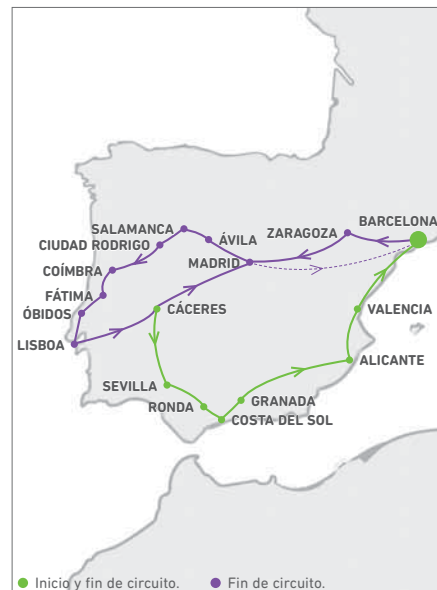 BARCELONA
ZARAGOZA
SALAMANCA
ÁVILA
CIUDAD RODRIGO
MADRID
COÍMBRA
FÁTIMA
CÁCERES
VALENCIA
ÓBIDOS
LISBOA
ALICANTE
SEVILLA
GRANADA
RONDA
COSTA DEL SOL
Inicio y fin de circuito.
Fin de circuito.